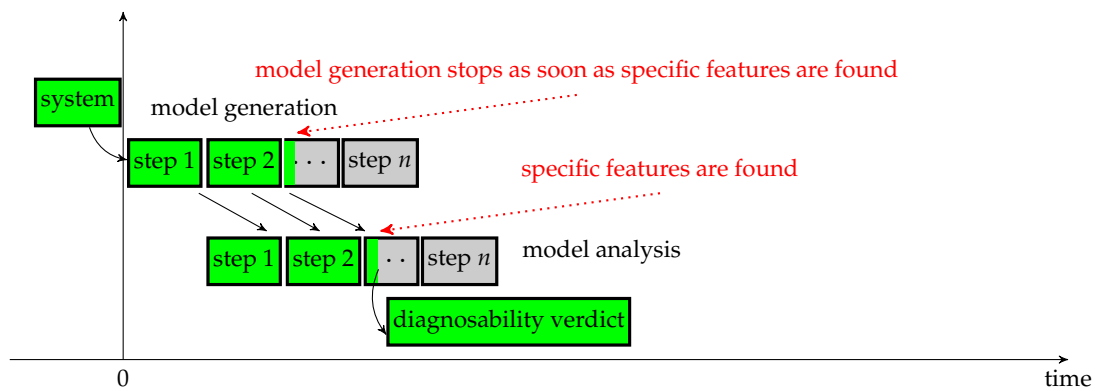 model generation stops as soon as specific features are found
system
model generation
step 1 step 2 · · · step n
specific features are found
step 1 step 2 · · step n
model analysis
diagnosability verdict
0 time